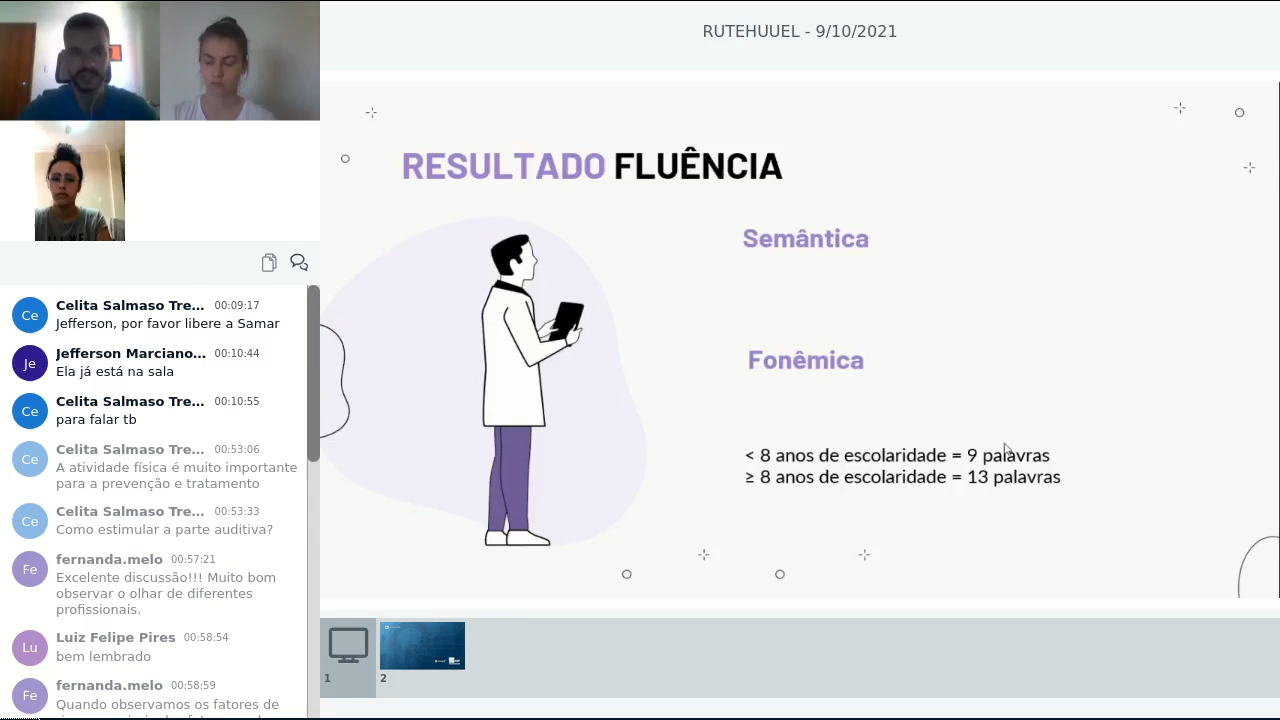 RUTEHUUEL - 9/10/2021
RESULTADO FLUÊNCIA
Semântica
Fonêmica
< 8 anos de escolaridade = 9 palavras
≥ 8 anos de escolaridade = 13 palavras
Ce
Celita Salmaso Tre... 00:09:17
Jefferson, por favor libere a Samar
Je
Jefferson Marciano... 00:10:44
Ela já está na sala
Ce
Celita Salmaso Tre... 00:10:55
para falar tb
Ce
Celita Salmaso Tre... 00:53:06
A atividade física é muito importante
para a prevenção e tratamento
Ce
Celita Salmaso Tre... 00:53:33
Como estimular a parte auditiva?
Fe
fernanda.melo 00:57:21
Excelente discussão!!! Muito bom
observar o olhar de diferentes
profissionais.
Lu
Luiz Felipe Pires 00:58:54
bem lembrado
Fe
fernanda.melo 00:58:59
Quando observamos os fatores de
1
2